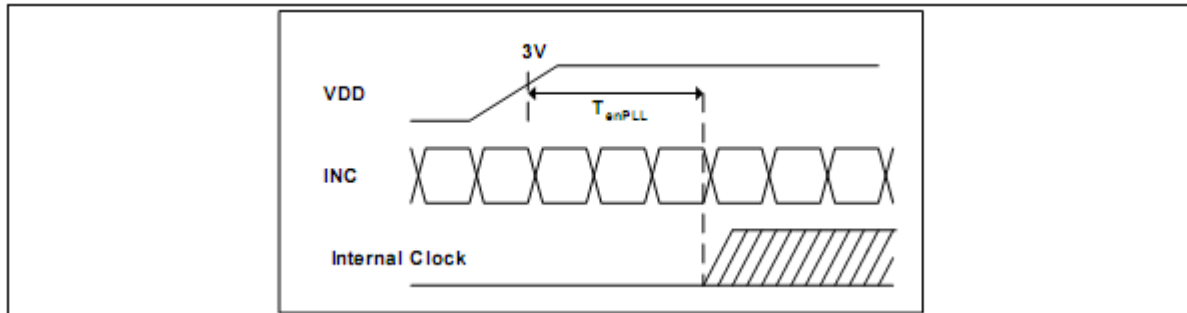 3V
VDD
TenPLL
INC
Internal Clock